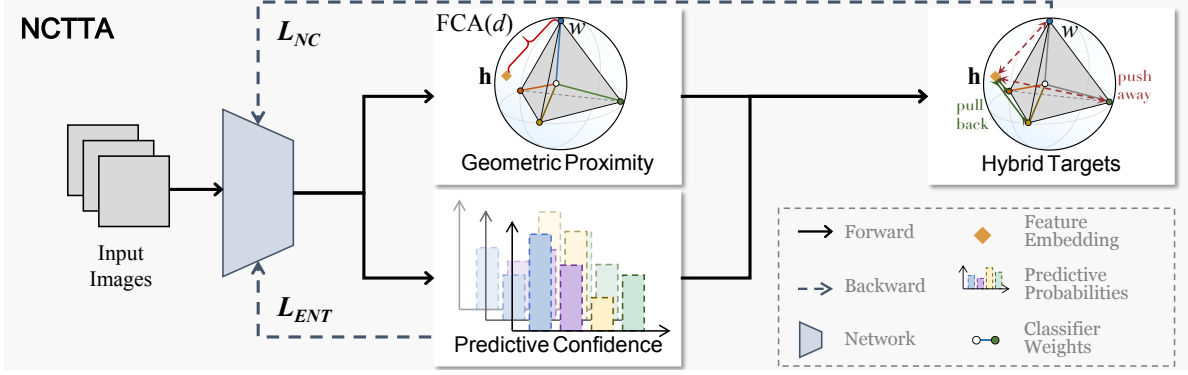 NCTTA
L_NC
FCA(d)
w
h
Geometric Proximity
w
h
push
away
pull
back
Hybrid Targets
Input
Images
L_ENT
Predictive Confidence
Forward
Backward
Network
Feature
Embedding
Predictive
Probabilities
Classifier
Weights